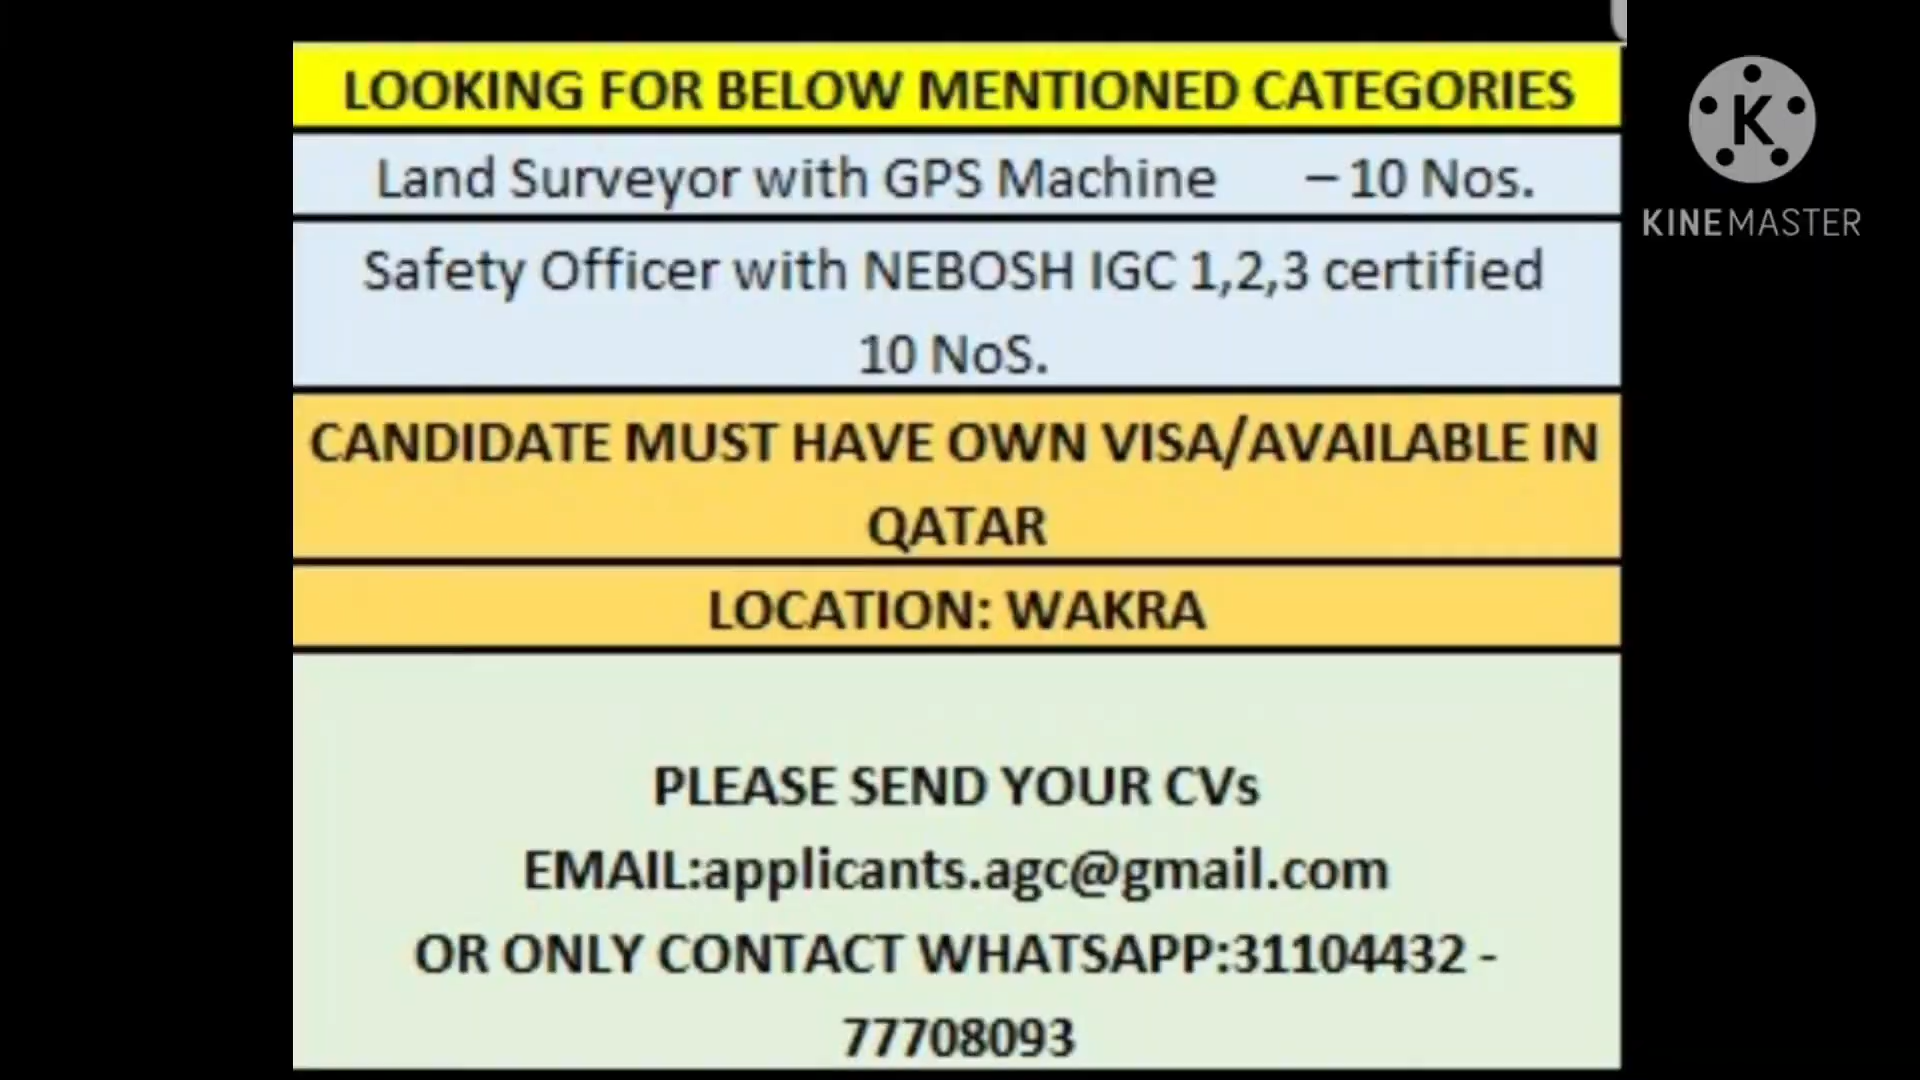 LOOKING FOR BELOW MENTIONED CATEGORIES
Land Surveyor with GPS Machine – 10 Nos.
Safety Officer with NEBOSH IGC 1,2,3 certified
10 NoS.
CANDIDATE MUST HAVE OWN VISA/AVAILABLE IN
QATAR
LOCATION: WAKRA
PLEASE SEND YOUR CVs
EMAIL:applicants.agc@gmail.com
OR ONLY CONTACT WHATSAPP:31104432 -
77708093
K
KINEMASTER